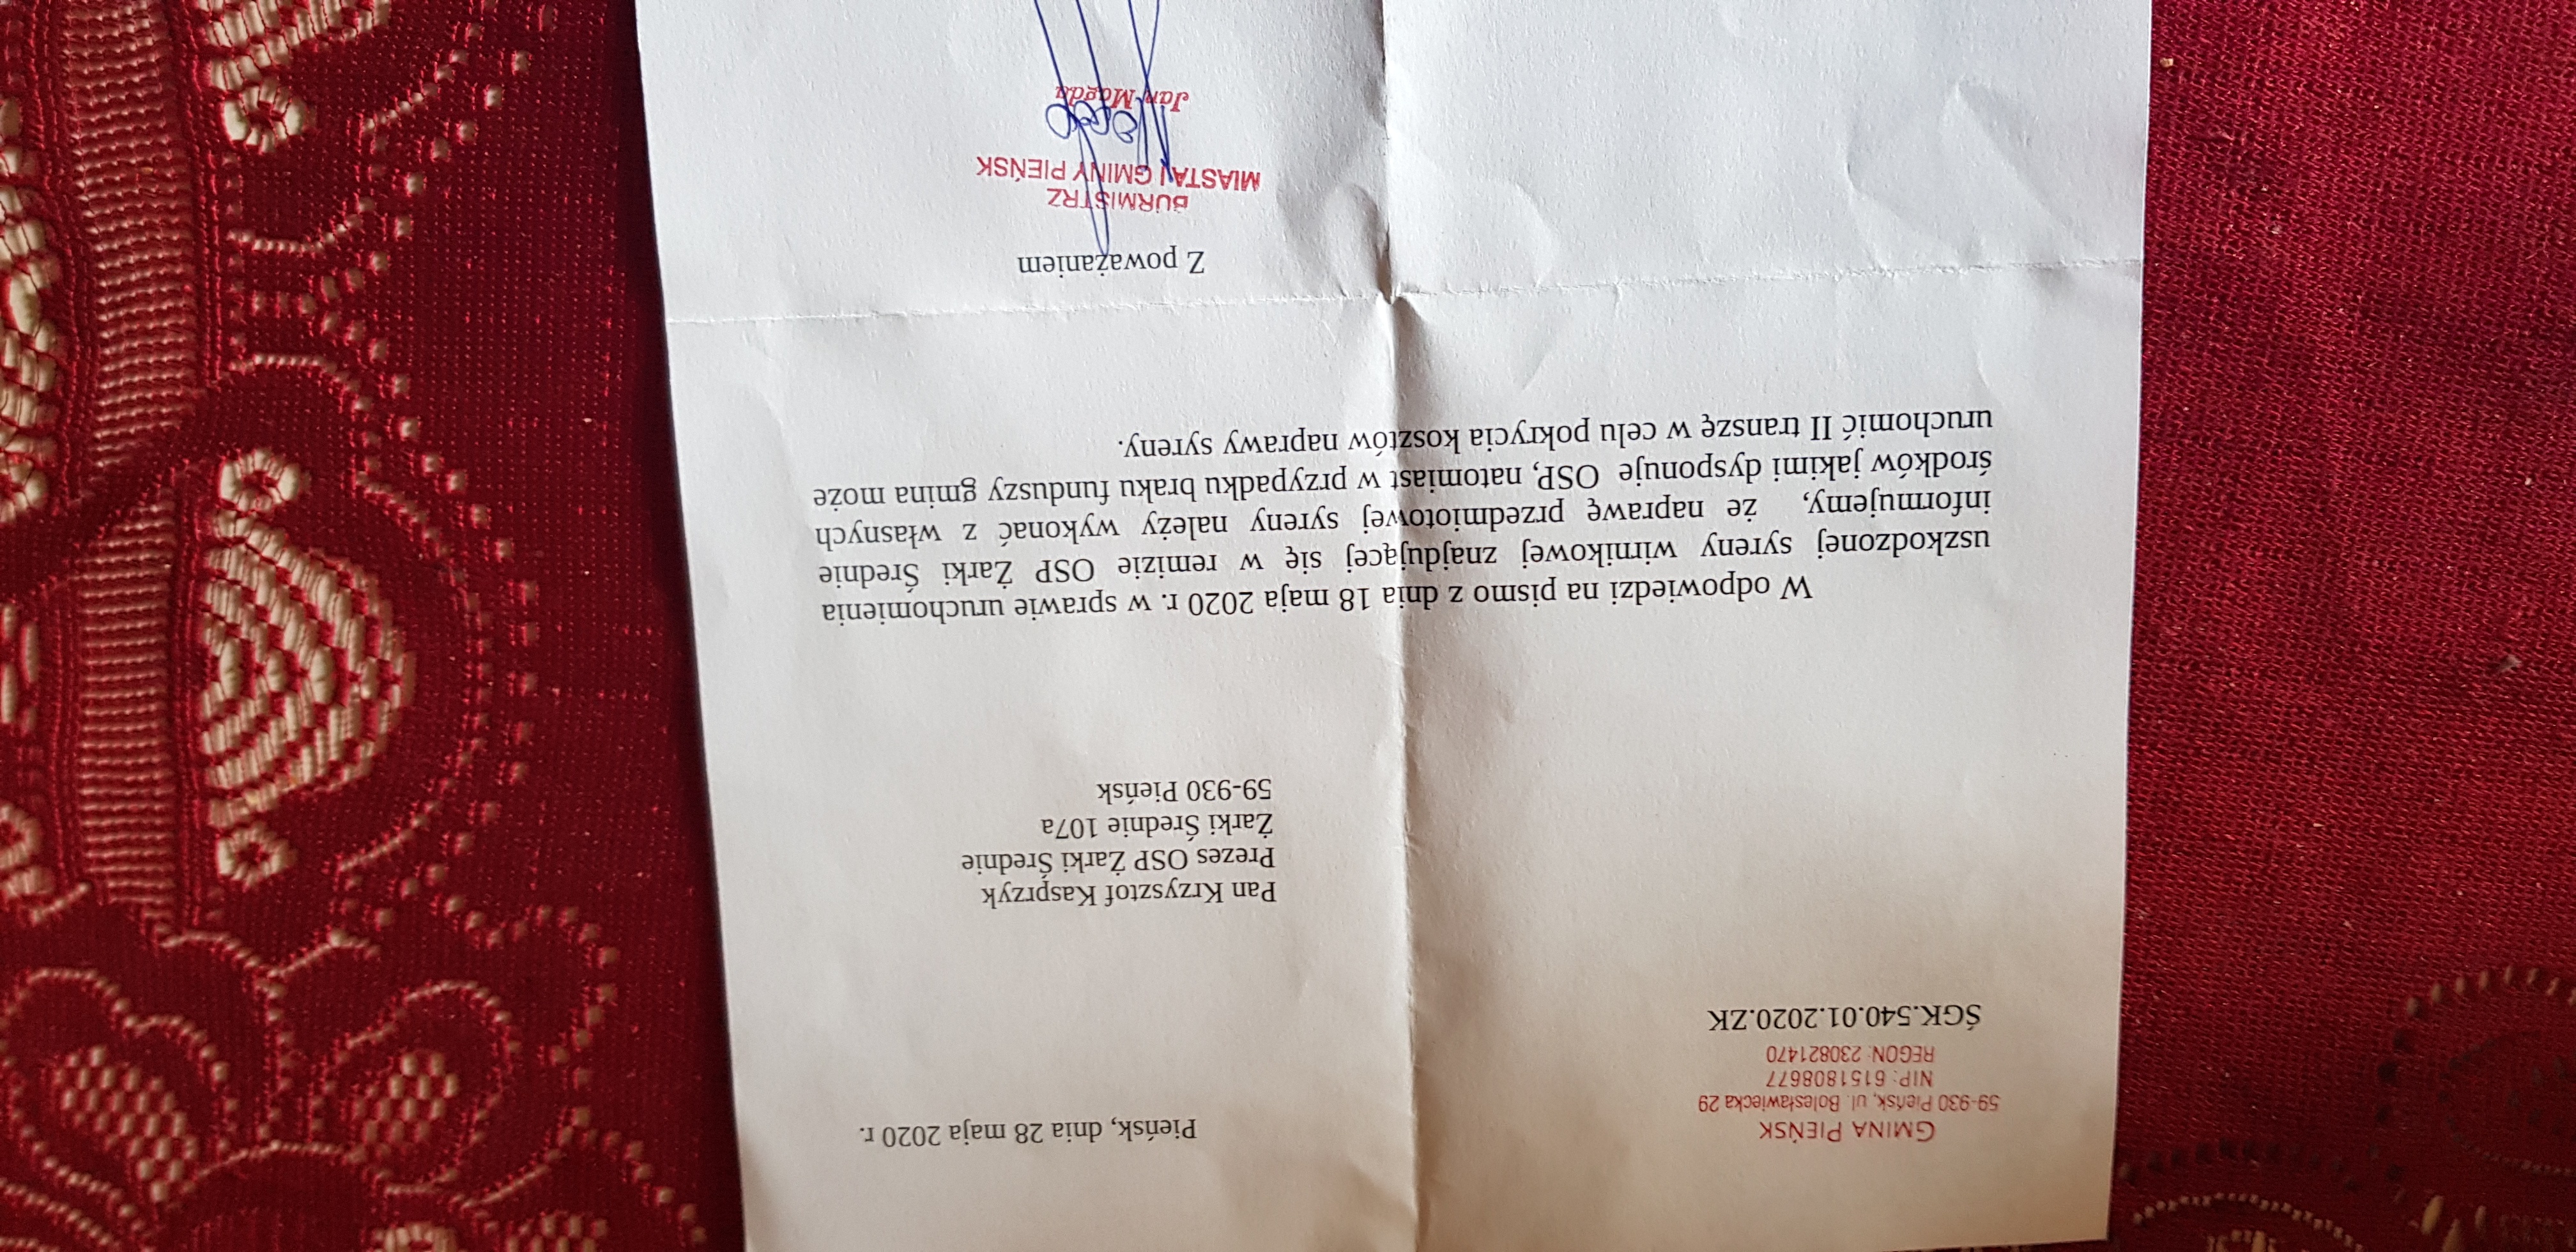 GMINA PIEŃSK
59-930 Pieńsk, ul. Bolesławiecka 29
NIP: 6151808677
REGON: 230821470
Pieńsk, dnia 28 maja 2020 r.
ŚGK.540.01.2020.ZK
Pan Krzysztof Kasprzyk
Prezes OSP Żarki Średnie
Żarki Średnie 107a
59-930 Pieńsk
W odpowiedzi na pismo z dnia 18 maja 2020 r. w sprawie uruchomienia
uszkodzonej syreny wirnikowej znajdującej się w remizie OSP Żarki Średnie
informujemy, że naprawę przedmiotowej syreny należy wykonać z własnych
środków jakimi dysponuje OSP, natomiast w przypadku braku funduszy gmina może
uruchomić II transzę w celu pokrycia kosztów naprawy syreny.
Z poważaniem
BURMISTRZ
MIASTA I GMINY PIEŃSK
Jan Magda